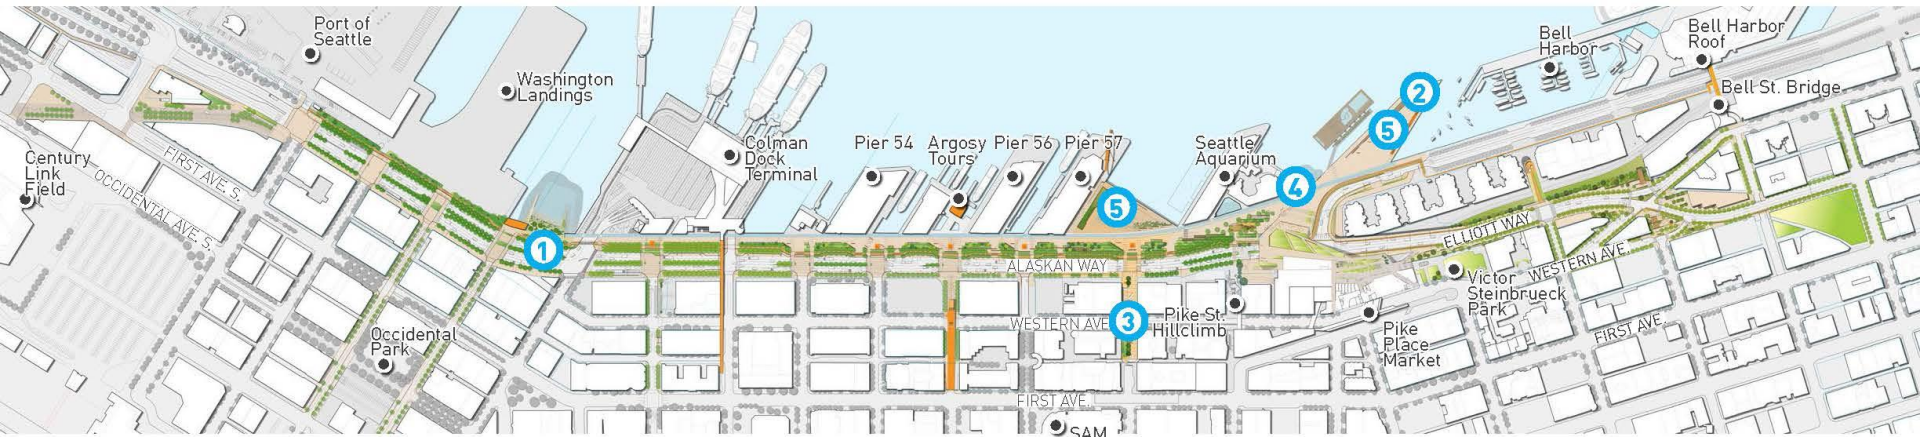 Port of
Seattle
Washington
Landings
Century
Link
Field
FIRST AVE. S.
OCCIDENTAL AVE. S.
Occidental
Park
1
Colman
Dock
Terminal
Pier 54
Argosy
Tours
Pier 56
Pier 57
5
Seattle
Aquarium
4
2
5
Bell
Harbor
Bell Harbor
Roof
Bell St. Bridge
ALASKAN WAY
ELLIOTT WAY
WESTERN AVE.
WESTERN AVE.
3
Pike St.
Hillclimb
Victor
Steinbrueck
Park
Pike
Place
Market
FIRST AVE.
FIRST AVE.
SAM